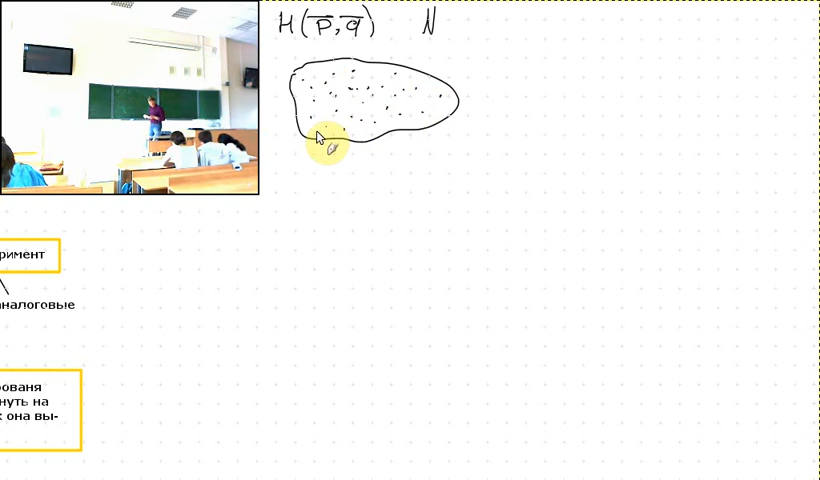 H(p̅, q̅) N
римент
аналоговые
рованя
нуть на
к она вы-